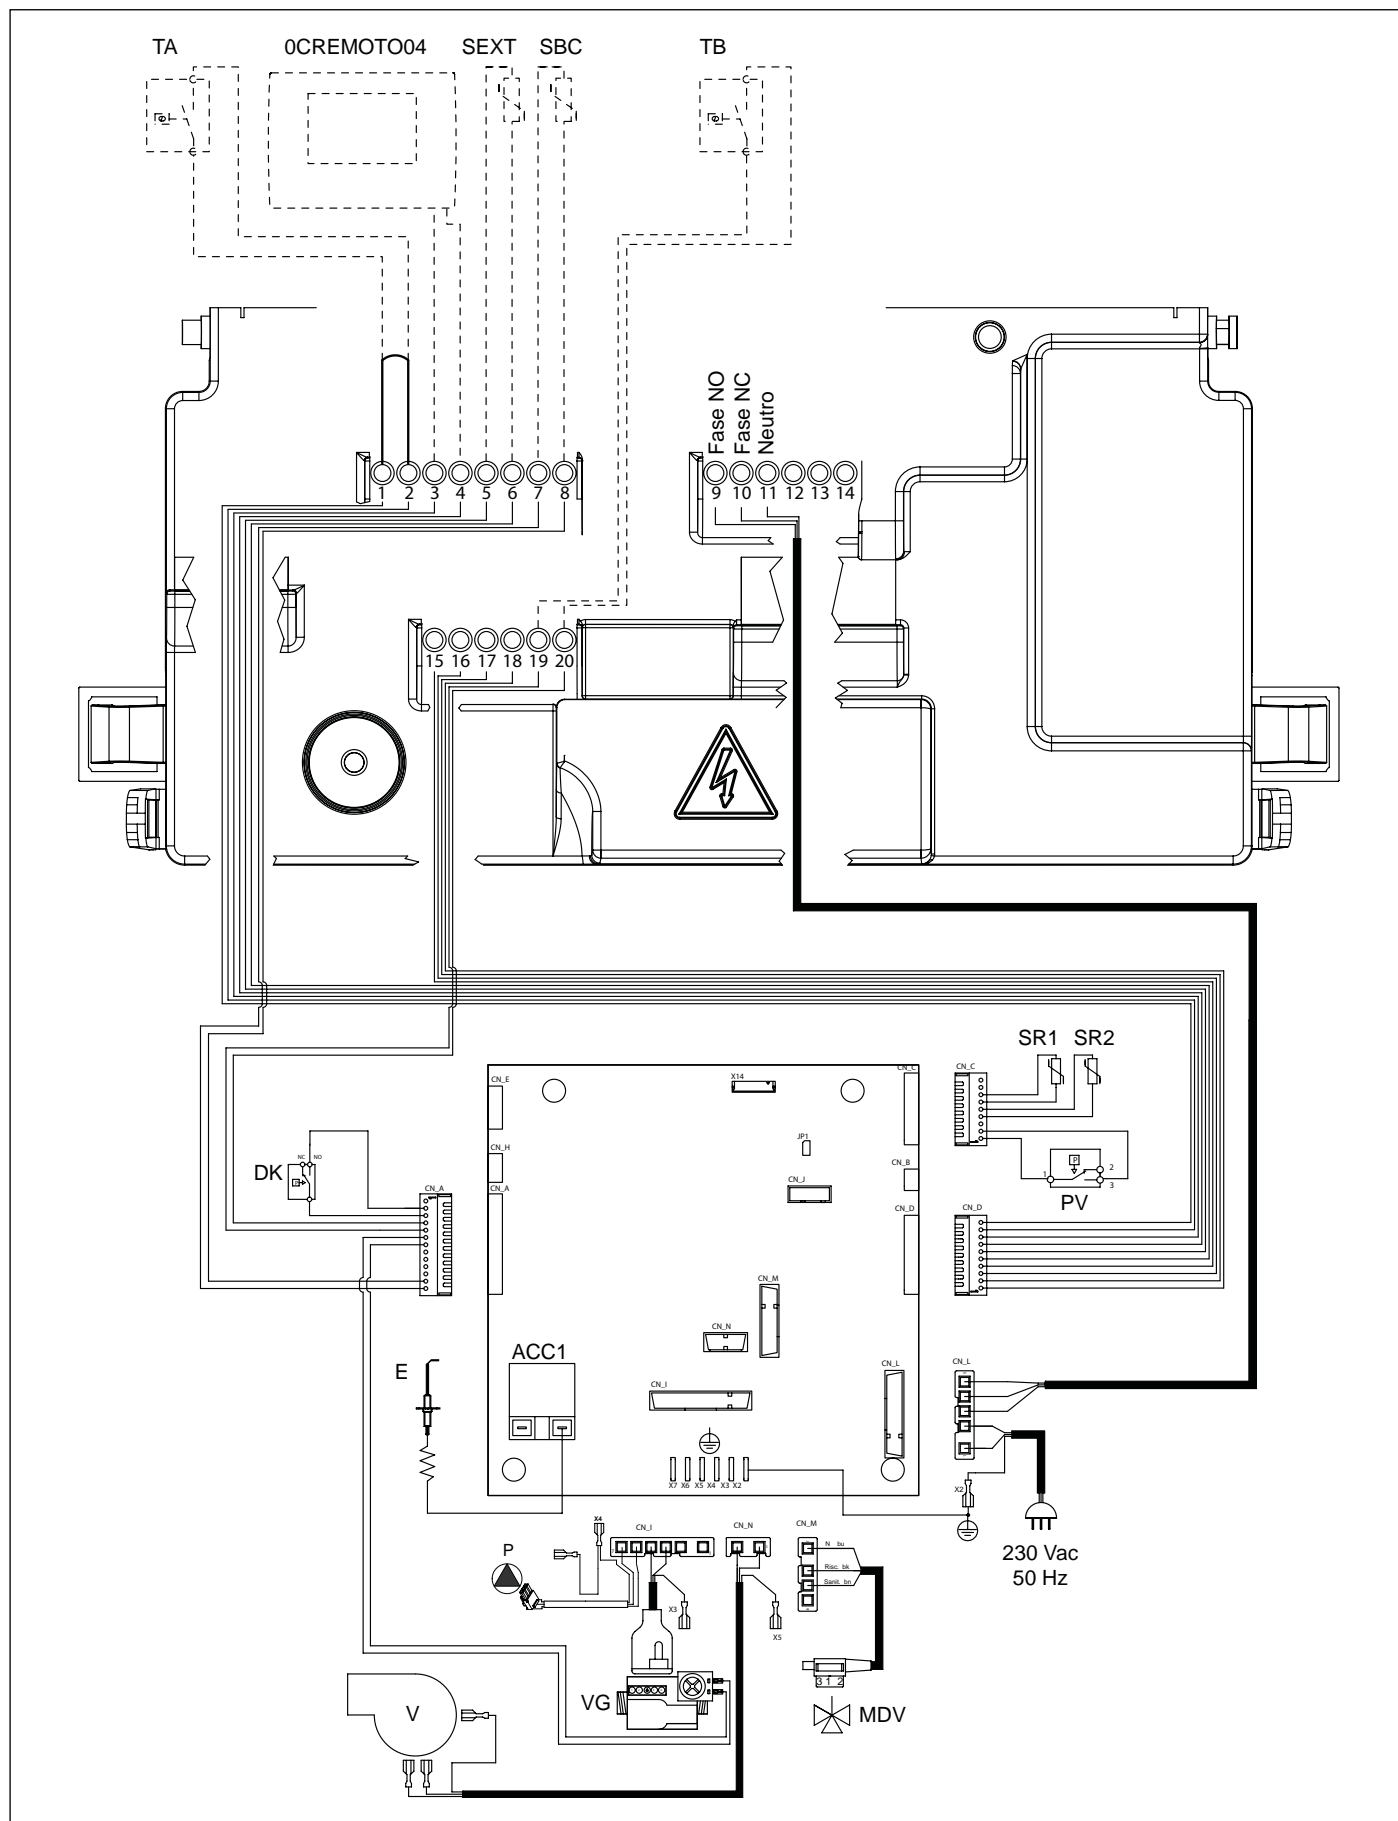 TA 0CREMOTO04 SEXT SBC TB
Fase NO
Fase NC
Neutro
1 2 3 4 5 6 7 8
9 10 11 12 13 14
15 16 17 18 19 20
SR1 SR2
CN_E
X14
CN_C
CN_C
JP1
CN_H
NC NO
DK
P
CN_B
P
1
2
3
PV
CN_A
CN_A
CN_J
CN_D
CN_D
CN_M
CN_N
ACC1
E
CN_I
CN_L
CN_L
X7 X6 X5 X4 X3 X2
X2
230 Vac
50 Hz
P
X4
CN_I
CN_N
CN_M
N bu
Risc. bk
Sanit. bn
X3
X5
3 1 2
VG
MDV
V